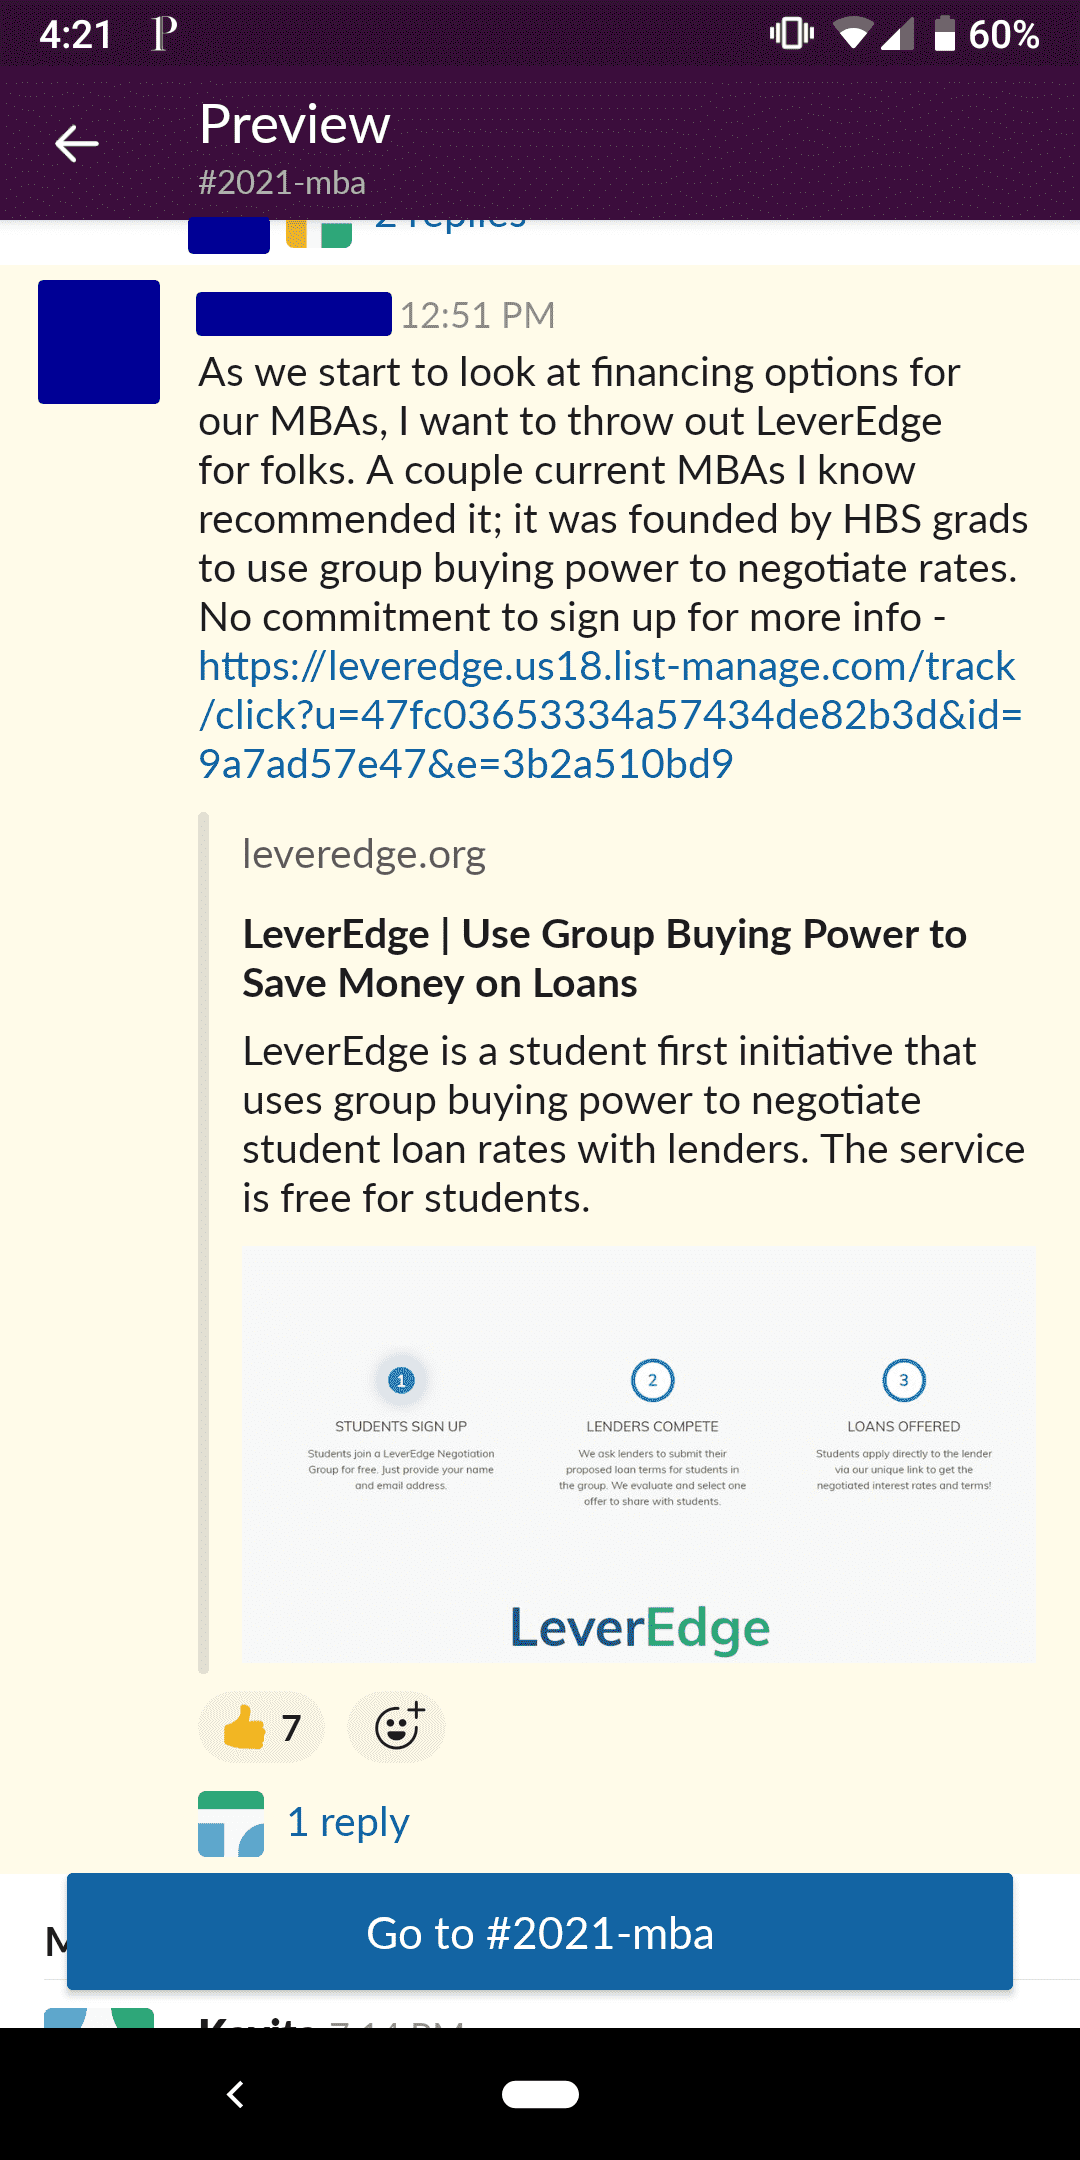 4:21
60%
Preview
#2021-mba
2 replies
12:51 PM
As we start to look at financing options for
our MBAs, I want to throw out LeverEdge
for folks. A couple current MBAs I know
recommended it; it was founded by HBS grads
to use group buying power to negotiate rates.
No commitment to sign up for more info -
https://leveredge.us18.list-manage.com/track
/click?u=47fc03653334a57434de82b3d&id=
9a7ad57e47&e=3b2a510bd9
leveredge.org
LeverEdge | Use Group Buying Power to
Save Money on Loans
LeverEdge is a student first initiative that
uses group buying power to negotiate
student loan rates with lenders. The service
is free for students.
1 2 3
STUDENTS SIGN UP LENDERS COMPETE LOANS OFFERED
Students join a LeverEdge Negotiation We ask lenders to submit their Students apply directly to the lender
Group for free. Just provide your name proposed loan terms for students in via our unique link to get the
and email address. the group. We evaluate and select one negotiated interest rates and terms!
offer to share with students.
LeverEdge
7
1 reply
Go to #2021-mba
7:14 PM